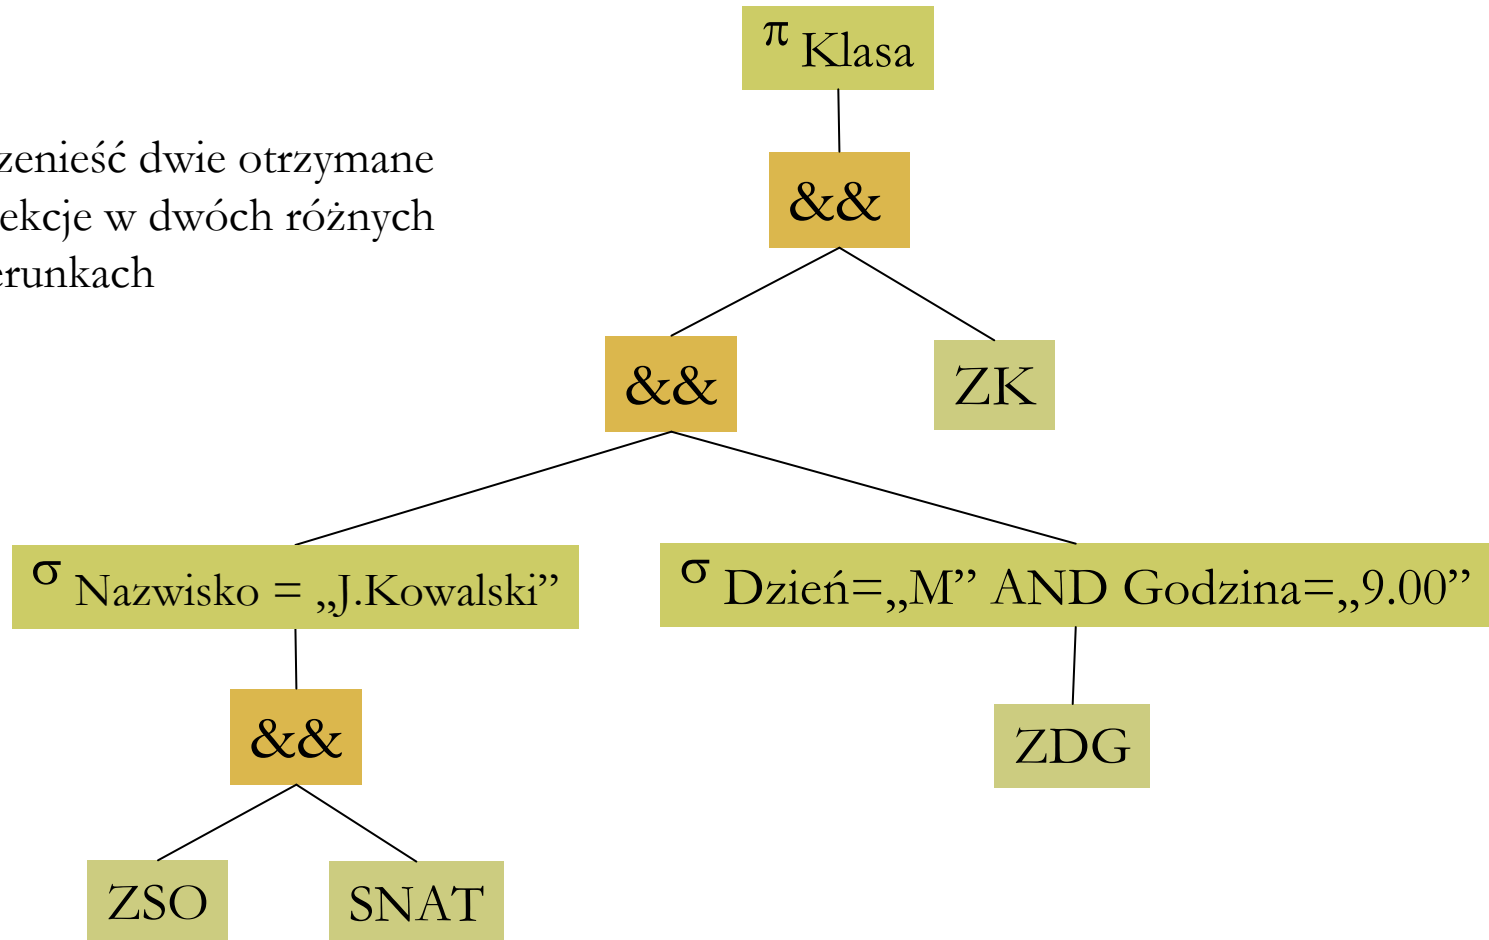 π Klasa
zenieść dwie otrzymane
ekcje w dwóch różnych
erunkach
&&
&&
ZK
σ Nazwisko = „J.Kowalski”
σ Dzień=„M” AND Godzina=„9.00”
&&
ZDG
ZSO
SNAT